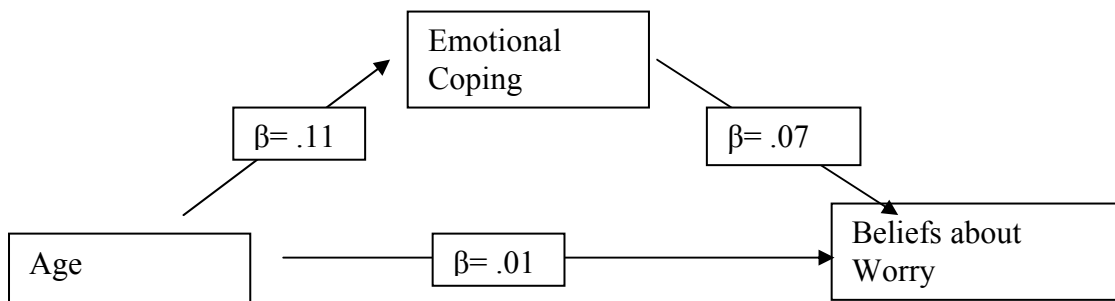 Emotional
Coping
β= .11
β= .07
Age
β= .01
Beliefs about
Worry